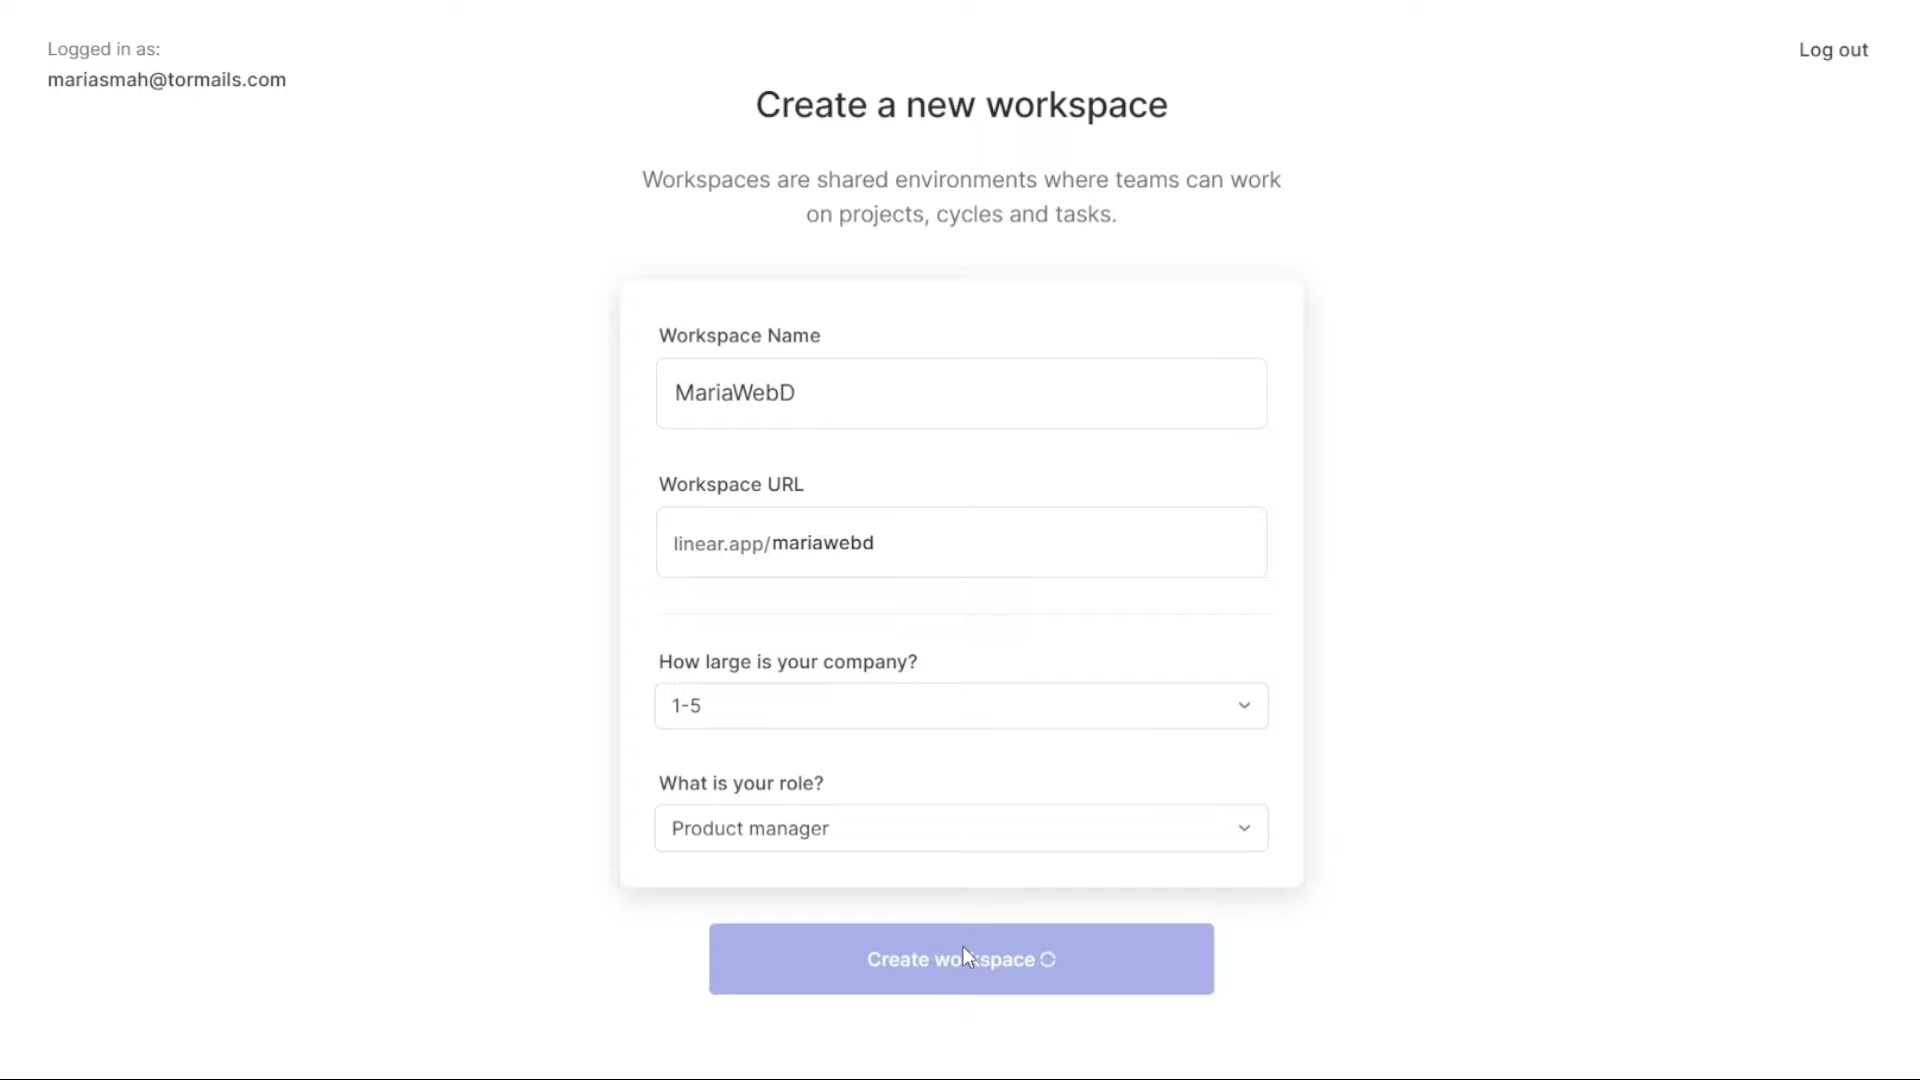 Logged in as:
mariasmah@tormails.com
Log out
Create a new workspace
Workspaces are shared environments where teams can work
on projects, cycles and tasks.
Workspace Name
MariaWebD
Workspace URL
linear.app/mariawebd
How large is your company?
1-5
What is your role?
Product manager
Create workspace